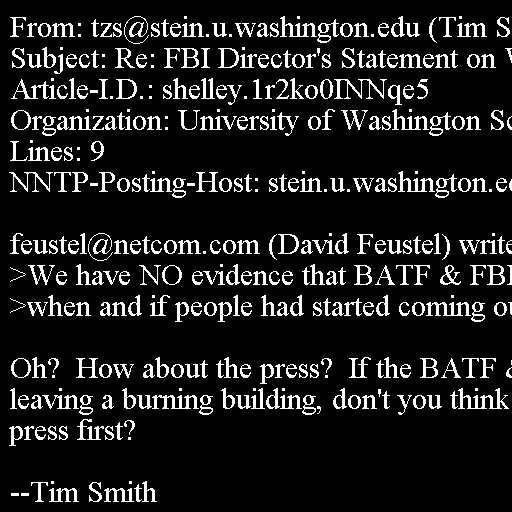 From: tzs@stein.u.washington.edu (Tim S
Subject: Re: FBI Director's Statement on
Article-I.D.: shelley.1r2ko0INNqe5
Organization: University of Washington Sc
Lines: 9
NNTP-Posting-Host: stein.u.washington.e

feustel@netcom.com (David Feustel) write
>We have NO evidence that BATF & FBI
>when and if people had started coming o

Oh?  How about the press?  If the BATF &
leaving a burning building, don't you think
press first?

--Tim Smith